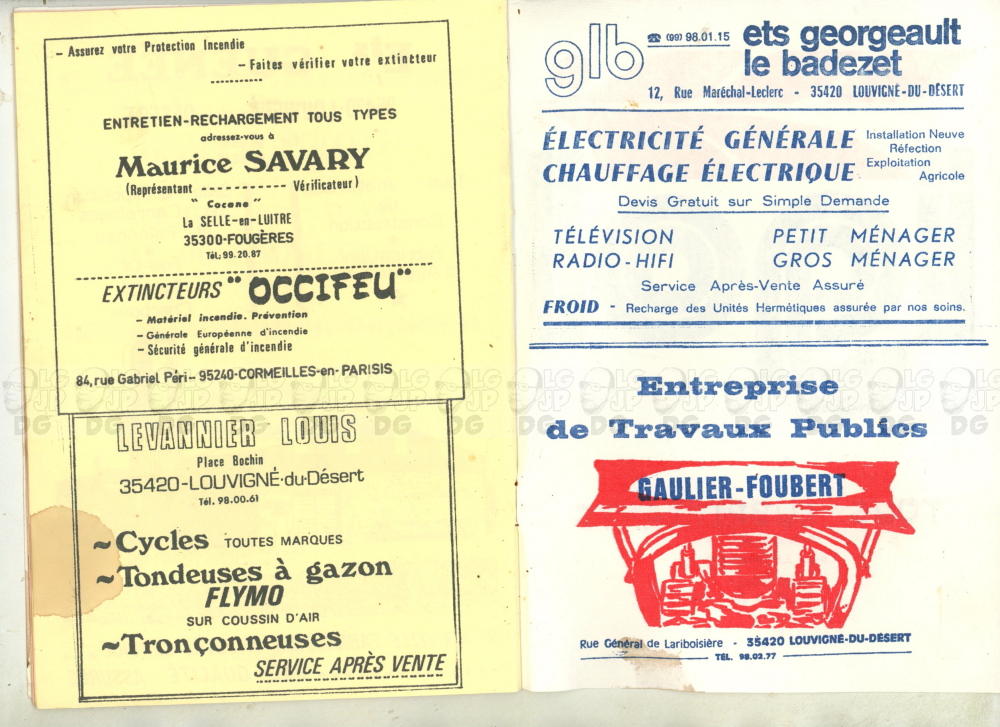 - Assurez votre Protection Incendie
- Faites vérifier votre extincteur
ENTRETIEN-RECHARGEMENT TOUS TYPES
adressez-vous à
Maurice SAVARY
(Représentant ---------- Vérificateur)
" Cocane "
La SELLE-en-LUITRE
35300-FOUGÈRES
Tél; 99.20.87
EXTINCTEURS " OCCIFEU "
- Matériel incendie. Prévention
- Générale Européenne d'incendie
- Sécurité générale d'incendie
84, rue Gabriel Péri - 95240-CORMEILLES-en-PARISIS
LEVANNIER LOUIS
Place Bochin
35420-LOUVIGNÉ-du-Désert
Tél. 98.00.61
~Cycles TOUTES MARQUES
~Tondeuses à gazon
FLYMO
SUR COUSSIN D'AIR
~Tronçonneuses
SERVICE APRÈS VENTE
glb ☎ (99) 98.01.15 ets georgeault
le badezet
12, Rue Maréchal-Leclerc - 35420 LOUVIGNÉ-DU-DÉSERT
ÉLECTRICITÉ GÉNÉRALE Installation Neuve
Réfection
CHAUFFAGE ÉLECTRIQUE Exploitation
Agricole
Devis Gratuit sur Simple Demande
TÉLÉVISION PETIT MÉNAGER
RADIO-HIFI GROS MÉNAGER
Service Après-Vente Assuré
FROID - Recharge des Unités Hermétiques assurée par nos soins.
Entreprise
de Travaux Publics
GAULIER-FOUBERT
Rue Général de Lariboisière - 35420 LOUVIGNÉ-DU-DÉSERT
TÉL. 98.02.77
LSG JP DG